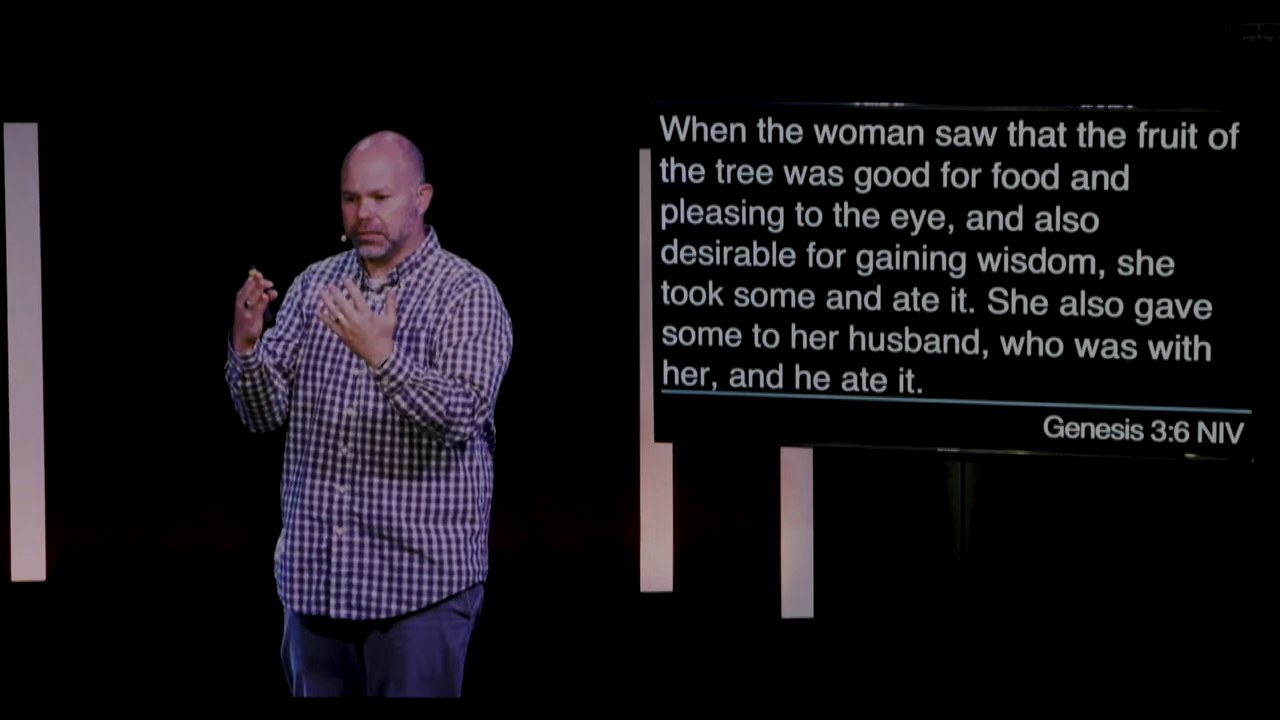 When the woman saw that the fruit of
the tree was good for food and
pleasing to the eye, and also
desirable for gaining wisdom, she
took some and ate it. She also gave
some to her husband, who was with
her, and he ate it.
Genesis 3:6 NIV